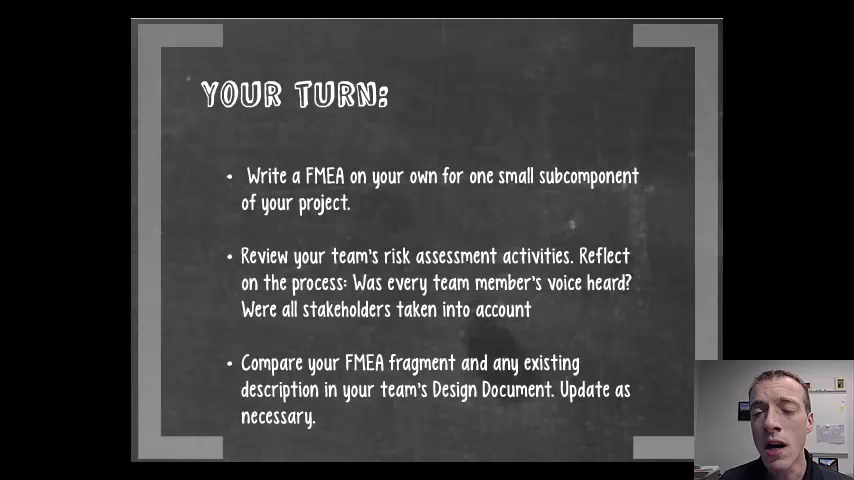 YOUR TURN:
• Write a FMEA on your own for one small subcomponent
of your project.
• Review your team's risk assessment activities. Reflect
on the process: Was every team member's voice heard?
Were all stakeholders taken into account
• Compare your FMEA fragment and any existing
description in your team's Design Document. Update as
necessary.